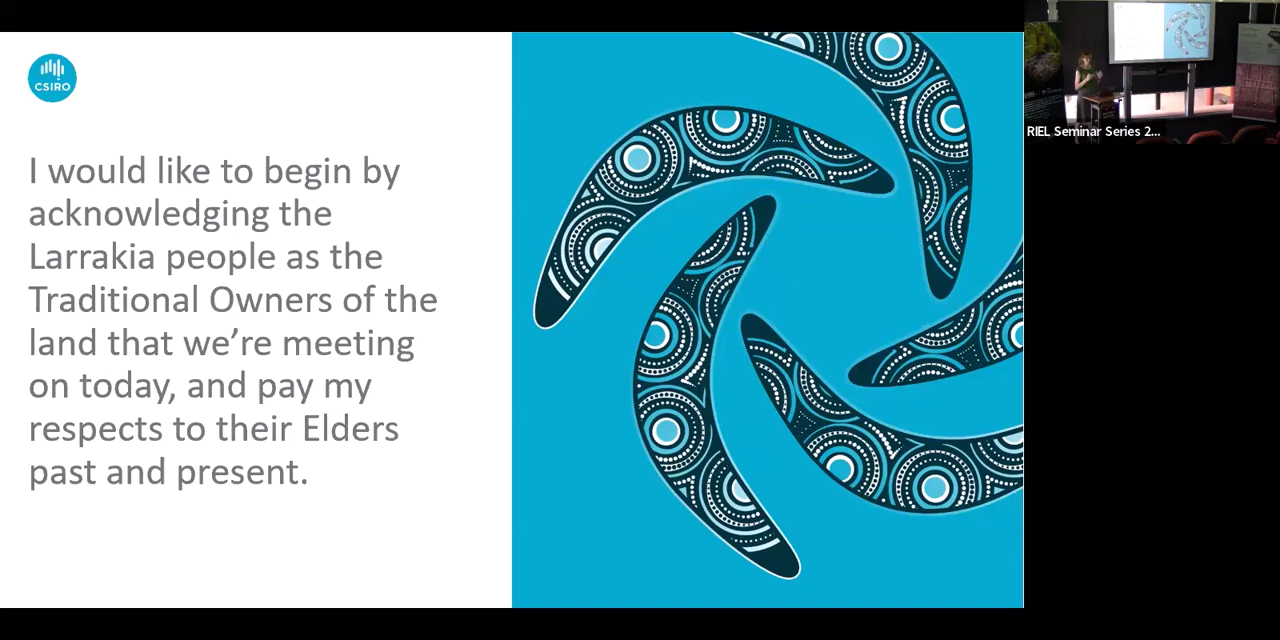 CSIRO
I would like to begin by
acknowledging the
Larrakia people as the
Traditional Owners of the
land that we’re meeting
on today, and pay my
respects to their Elders
past and present.
RIEL Seminar Series 2...